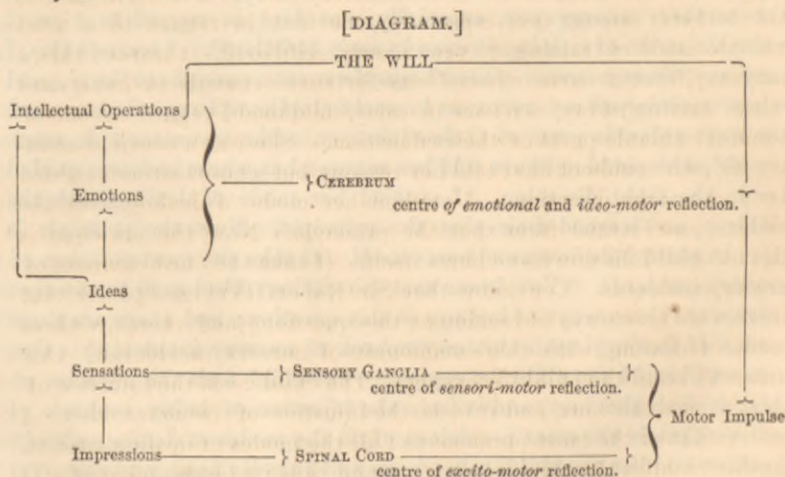 [DIAGRAM.]
THE WILL
Intellectual Operations
CEREBRUM
Emotions
centre of emotional and ideo-motor reflection.
Ideas
Sensations SENSORY GANGLIA
centre of sensori-motor reflection.
Motor Impulse
Impressions SPINAL CORD
centre of excito-motor reflection.